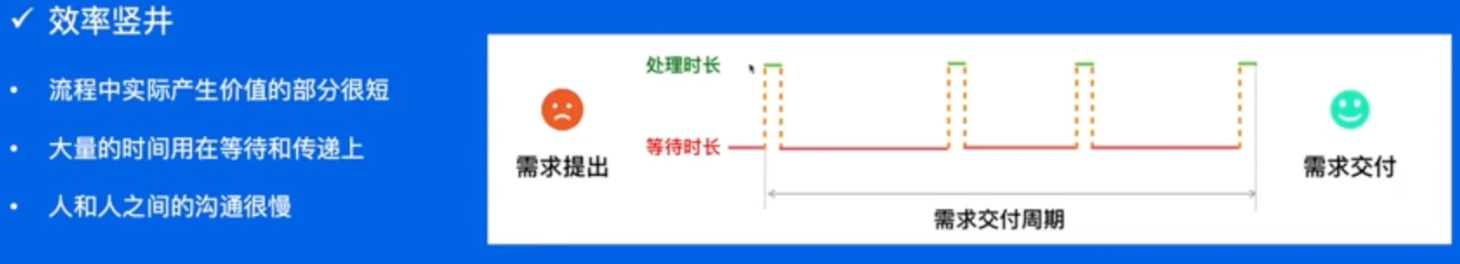 ✓ 效率竖井
• 流程中实际产生价值的部分很短
• 大量的时间用在等待和传递上
• 人和人之间的沟通很慢
处理时长
等待时长
需求提出
需求交付
需求交付周期